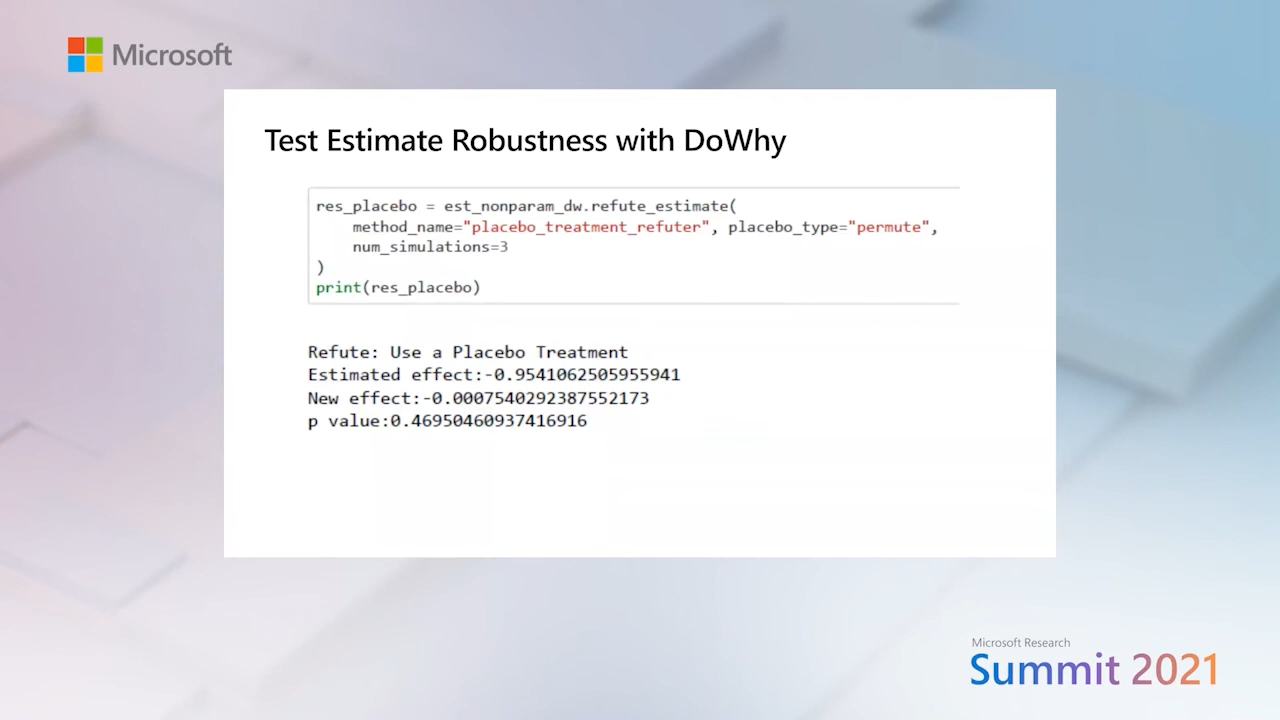 Microsoft
Test Estimate Robustness with DoWhy
res_placebo = est_nonparam_dw.refute_estimate(
    method_name="placebo_treatment_refuter", placebo_type="permute",
    num_simulations=3
)
print(res_placebo)
Refute: Use a Placebo Treatment
Estimated effect:-0.9541062505955941
New effect:-0.0007540292387552173
p value:0.46950460937416916
Microsoft Research
Summit 2021